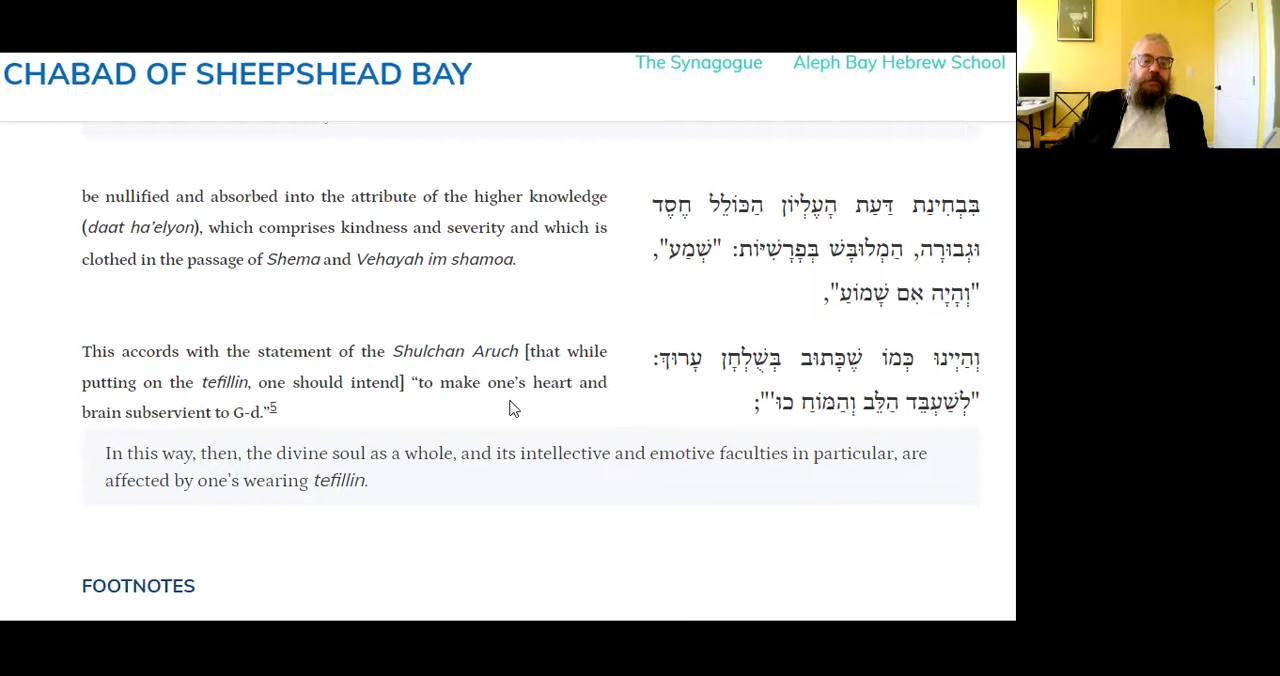 CHABAD OF SHEEPSHEAD BAY
The Synagogue
Aleph Bay Hebrew School
be nullified and absorbed into the attribute of the higher knowledge
(daat ha’elyon), which comprises kindness and severity and which is
clothed in the passage of Shema and Vehayah im shamoa.
בִּבְחִינַת דַּעַת הָעֶלְיוֹן הַכּוֹלֵל חֶסֶד
וּגְבוּרָה, הַמְלוּבָּשׁ בְּפָרָשִׁיּוֹת: "שְׁמַע",
"וְהָיָה אִם שָׁמוֹעַ",
This accords with the statement of the Shulchan Aruch [that while
putting on the tefillin, one should intend] “to make one’s heart and
brain subservient to G-d.”5
וְהַיְינוּ כְּמוֹ שֶׁכָּתוּב בְּשֻׁלְחָן עָרוּךְ:
"לְשַׁעְבֵּד הַלֵּב וְהַמּוֹחַ כוּ'";
In this way, then, the divine soul as a whole, and its intellective and emotive faculties in particular, are
affected by one’s wearing tefillin.
FOOTNOTES